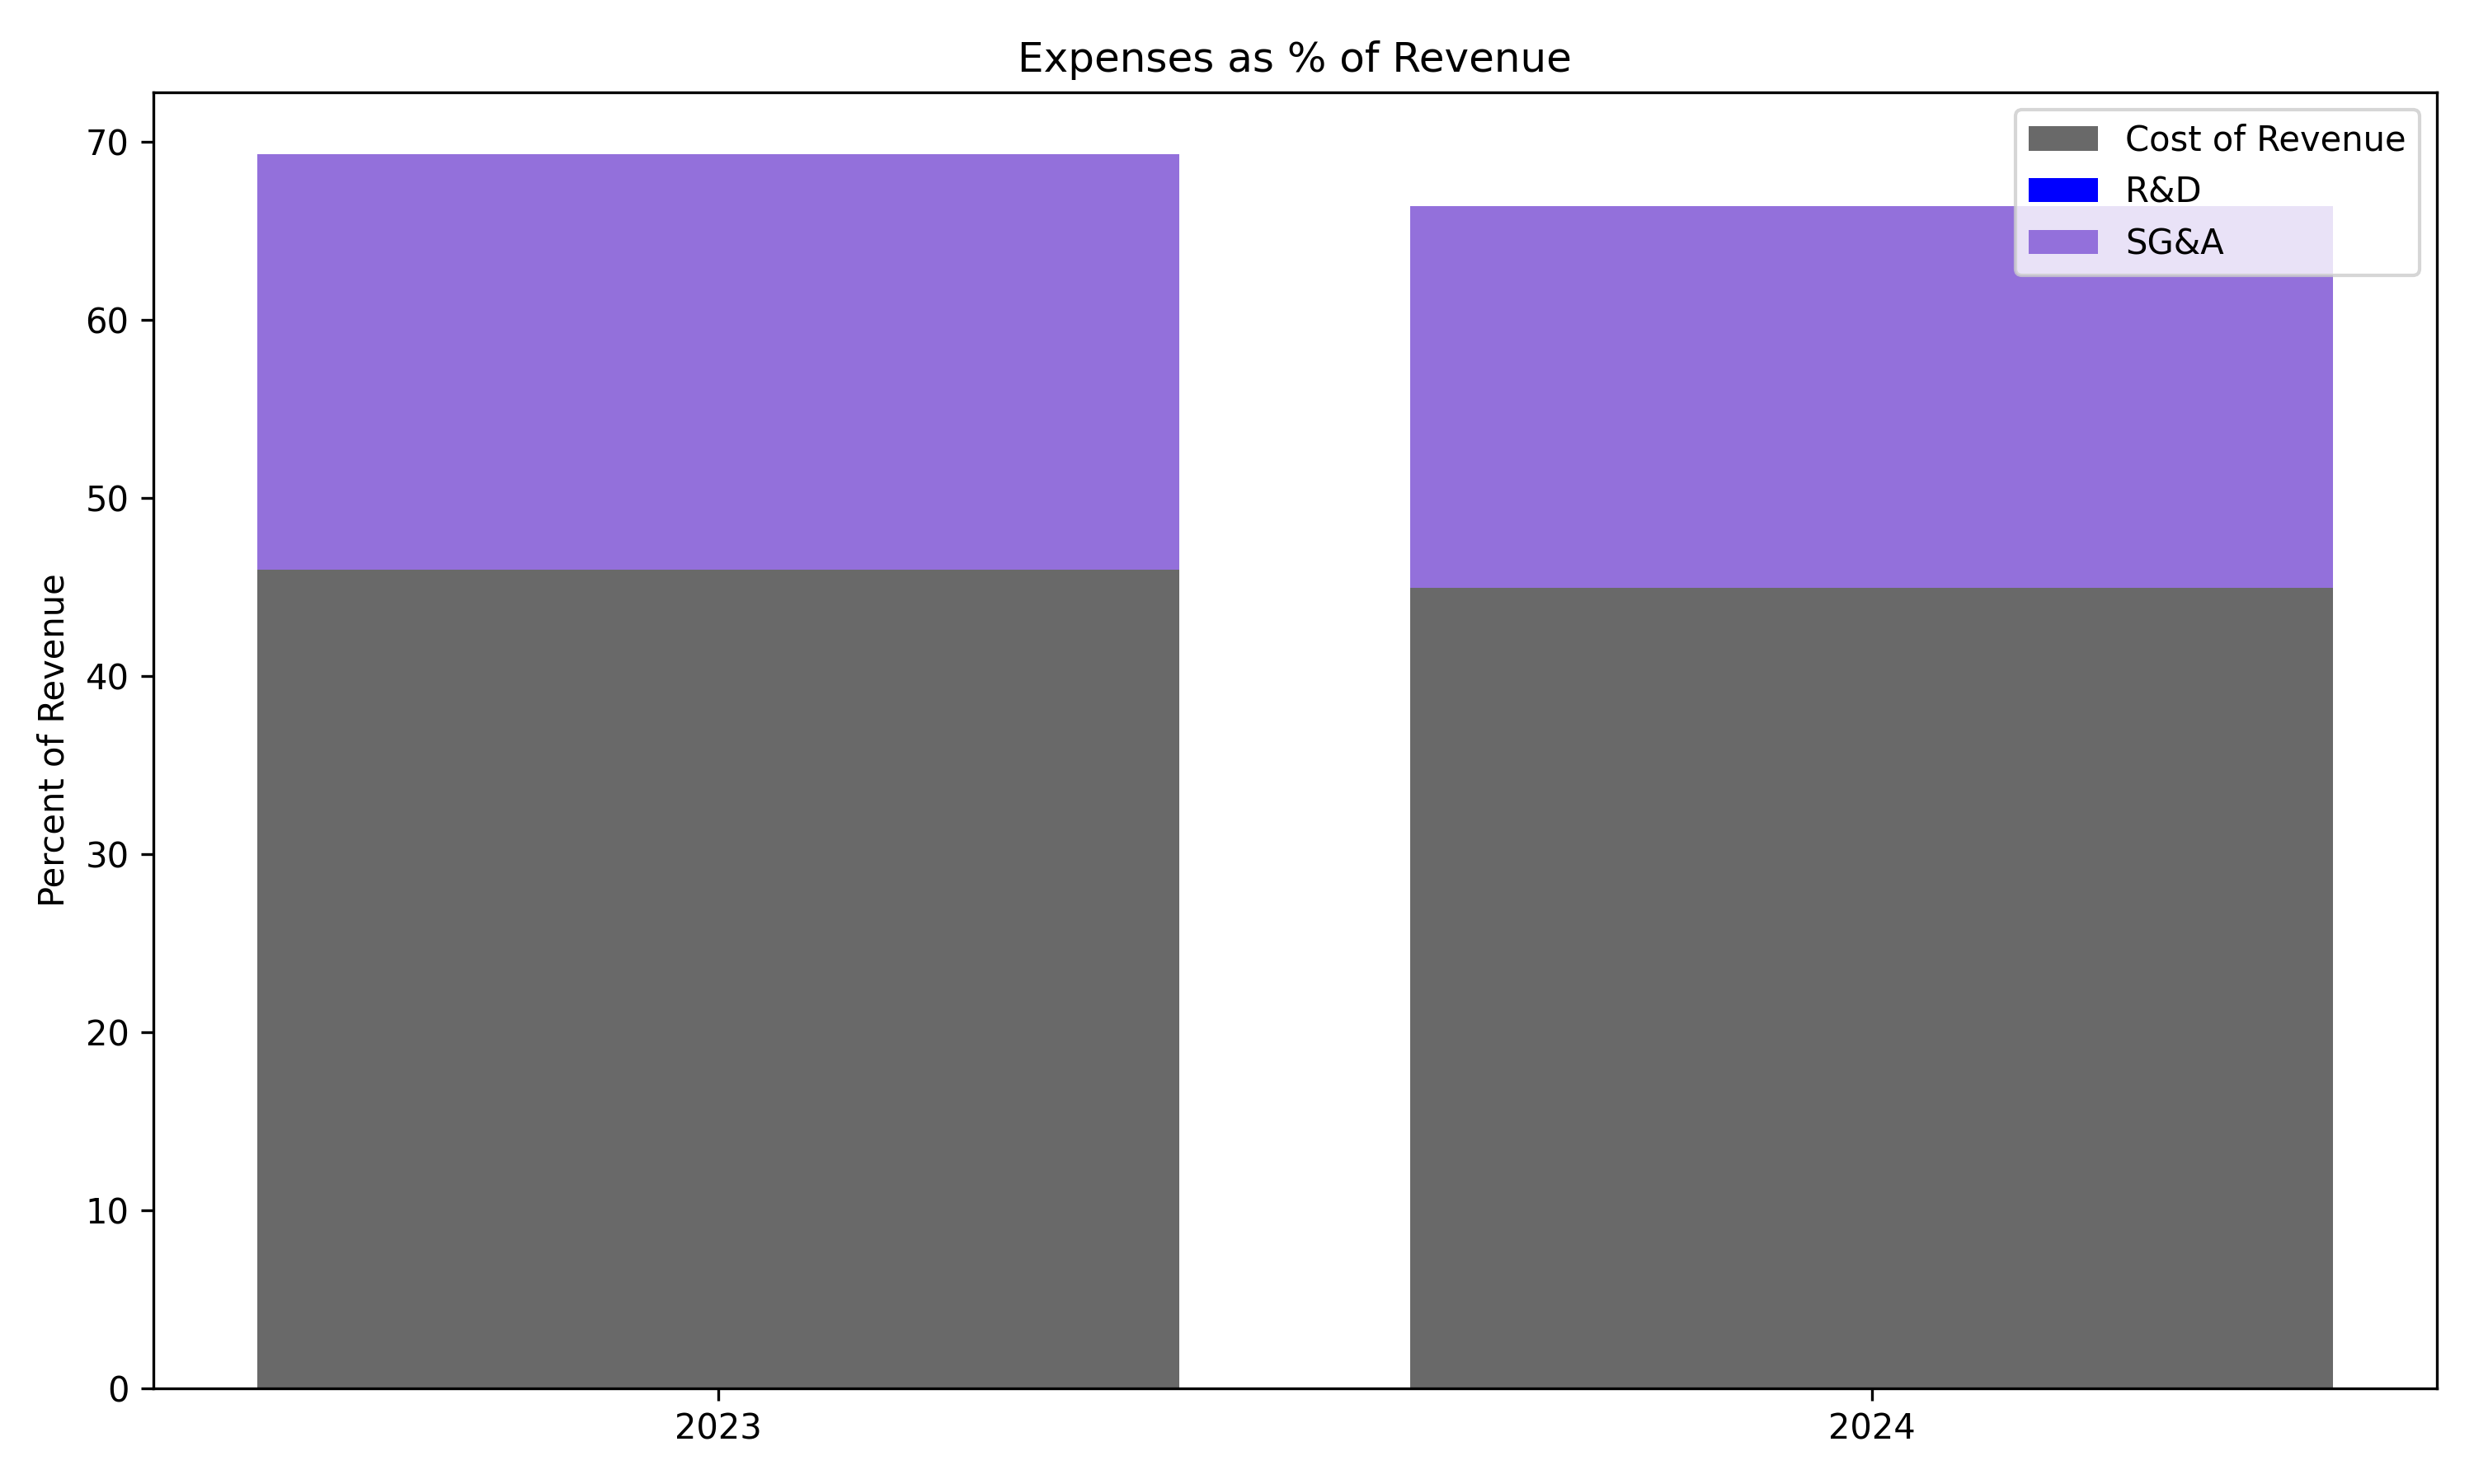 Expenses as % of Revenue
Cost of Revenue
R&D
SG&A
Percent of Revenue
70
60
50
40
30
20
10
0
2023
2024